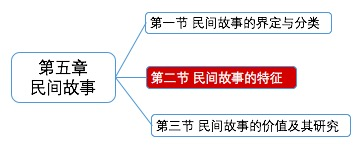 第一节 民间故事的界定与分类
第五章
民间故事
第二节 民间故事的特征
第三节 民间故事的价值及其研究